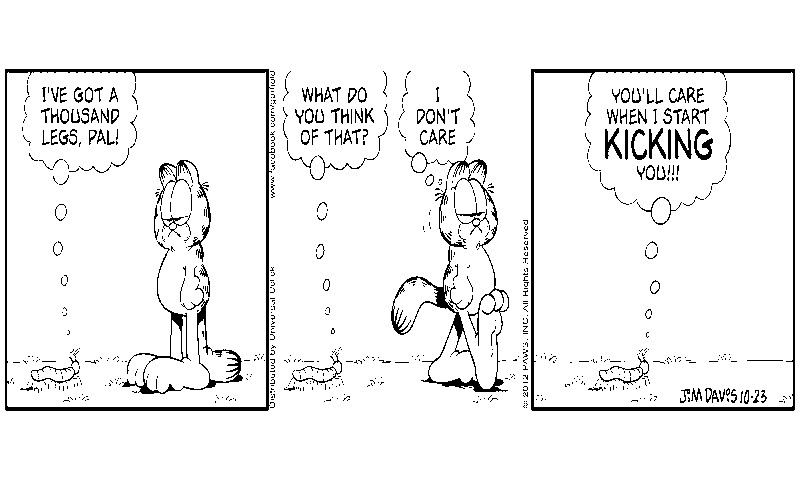 I'VE GOT A
THOUSAND
LEGS, PAL!
www.facebook.com/garfield
Distributed by Universal Uclick
WHAT DO
YOU THINK
OF THAT?
I
DON'T
CARE
© 2012 PAWS, INC. All Rights Reserved
YOU'LL CARE
WHEN I START
KICKING
YOU!!!
JIM DAVIS 10-23